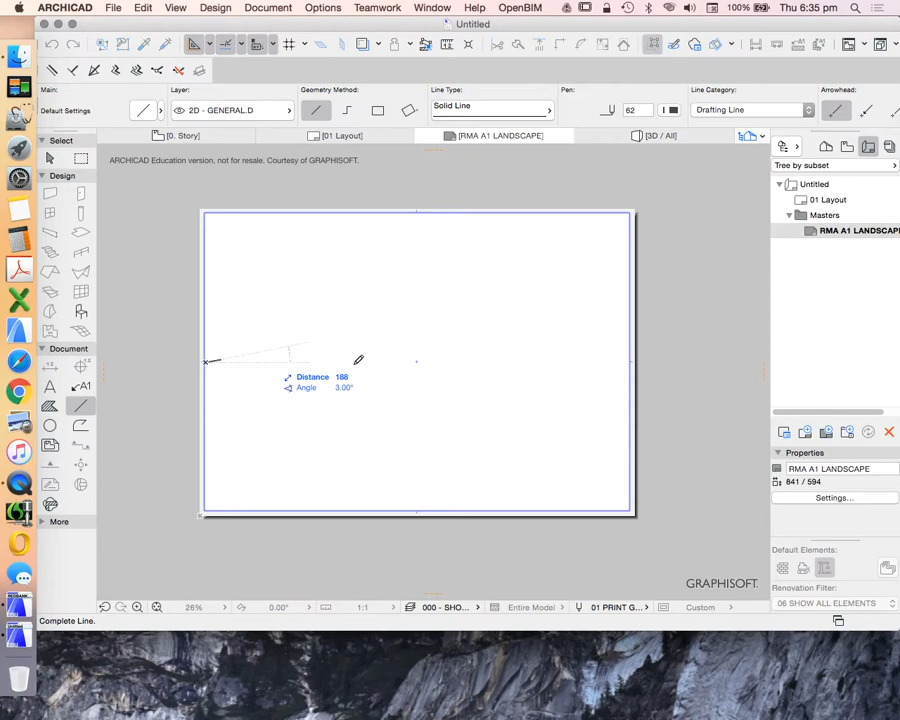 ARCHICAD File Edit View Design Document Options Teamwork Window Help OpenBIM 100% Thu 6:35 pm
Untitled
Main: Layer: Geometry Method: Line Type: Pen: Line Category: Arrowhead:
Default Settings 2D - GENERAL.D Solid Line 62 Drafting Line
[0. Story] [01 Layout] [RMA A1 LANDSCAPE] [3D / All]
Select
Design
Document
A A1
More
ARCHICAD Education version, not for resale. Courtesy of GRAPHISOFT.
Distance 188
Angle 3.00°
GRAPHISOFT.
26% 0.00° 1:1 000 - SHO... Entire Model 01 PRINT G... Custom
Complete Line.
Tree by subset
Untitled
01 Layout
Masters
RMA A1 LANDSCAPE
Properties
RMA A1 LANDSCAPE
841 / 594
Settings...
Default Elements:
Renovation Filter:
06 SHOW ALL ELEMENTS